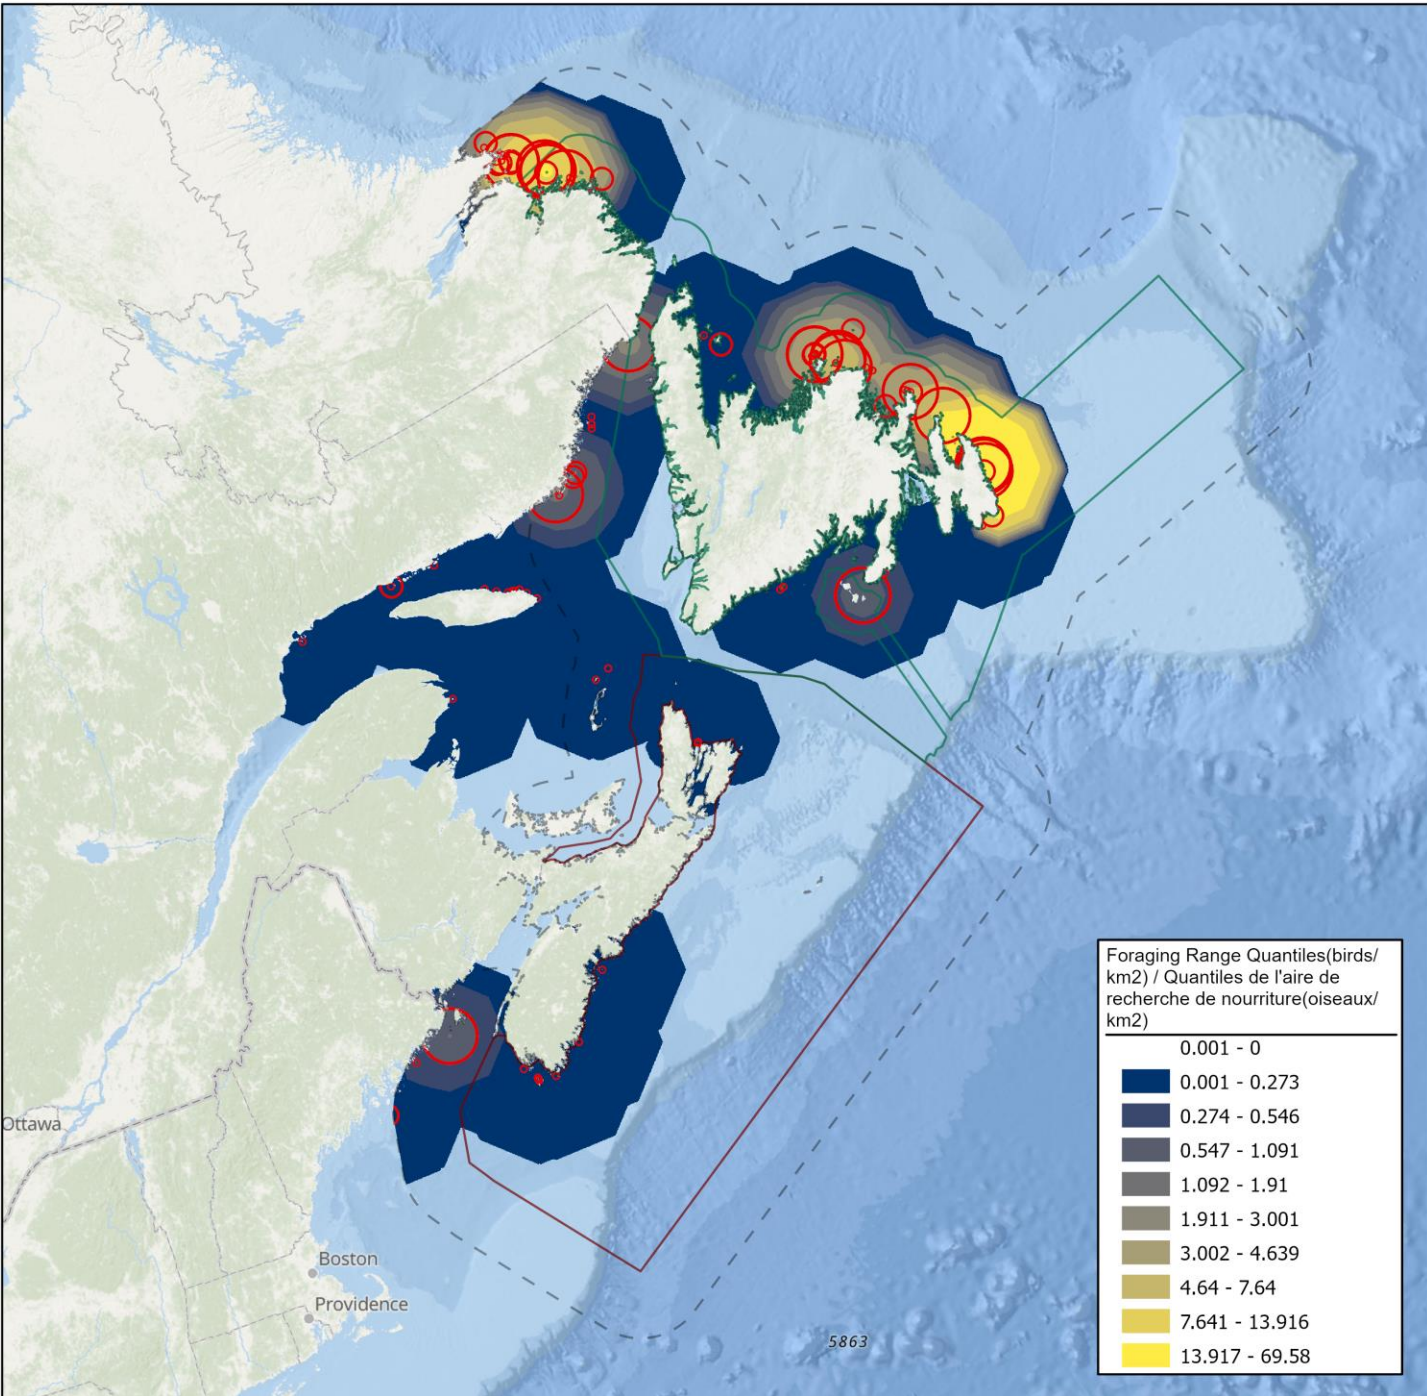 Foraging Range Quantiles(birds/
km2) / Quantiles de l'aire de
recherche de nourriture(oiseaux/
km2)
0.001 - 0
0.001 - 0.273
0.274 - 0.546
0.547 - 1.091
1.092 - 1.91
1.911 - 3.001
3.002 - 4.639
4.64 - 7.64
7.641 - 13.916
13.917 - 69.58
Ottawa
Boston
Providence
5863